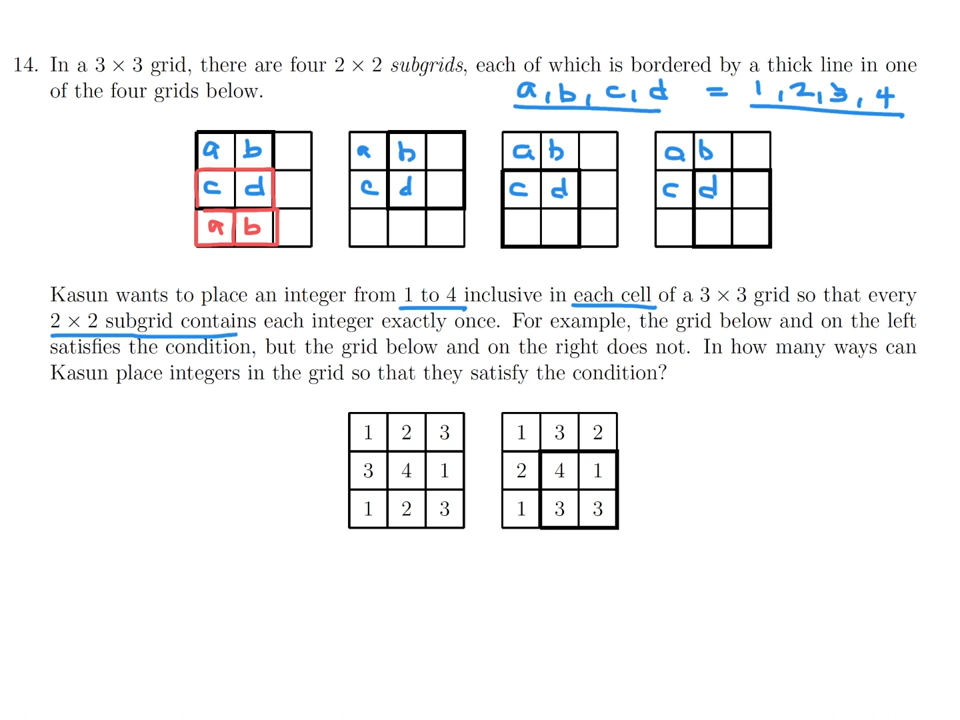 14. In a 3 × 3 grid, there are four 2 × 2 subgrids, each of which is bordered by a thick line in one
of the four grids below.
a, b, c, d = 1, 2, 3, 4
a b a b a b a b
c d c d c d c d
a b
Kasun wants to place an integer from 1 to 4 inclusive in each cell of a 3 × 3 grid so that every
2 × 2 subgrid contains each integer exactly once. For example, the grid below and on the left
satisfies the condition, but the grid below and on the right does not. In how many ways can
Kasun place integers in the grid so that they satisfy the condition?
1 2 3 1 3 2
3 4 1 2 4 1
1 2 3 1 3 3